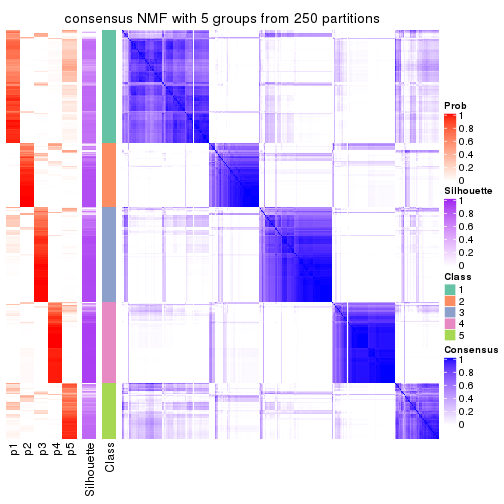 consensus NMF with 5 groups from 250 partitions
Prob
1
0.8
0.6
0.4
0.2
0
Silhouette
1
0.8
0.6
0.4
0.2
0
Class
1
2
3
4
5
Consensus
1
0.8
0.6
0.4
0.2
0
p1
p2
p3
p4
p5
Silhouette
Class